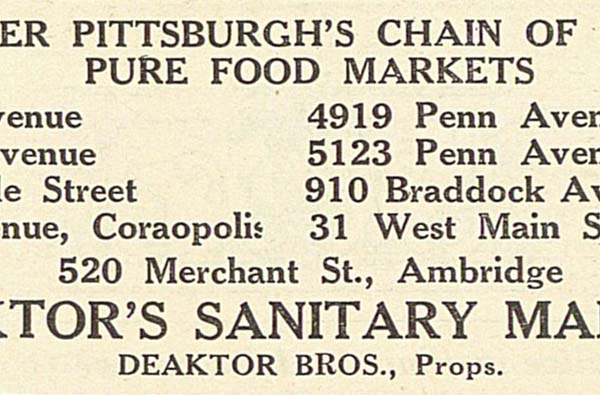 ER PITTSBURGH'S CHAIN OF
PURE FOOD MARKETS
venue 4919 Penn Aven
venue 5123 Penn Aven
le Street 910 Braddock Av
nue, Coraopolis 31 West Main S
520 Merchant St., Ambridge
KTOR'S SANITARY MA
DEAKTOR BROS., Props.